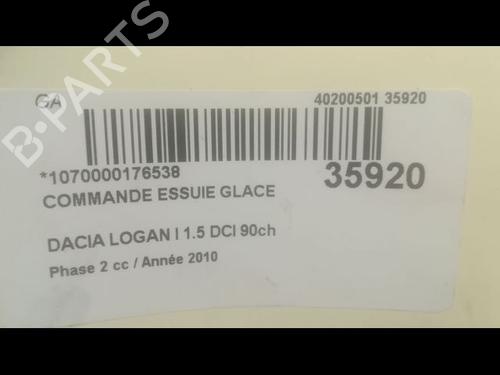 GA
40200501 35920
*1070000176538
35920
COMMANDE ESSUIE GLACE
DACIA LOGAN I 1.5 DCI 90ch
Phase 2 cc / Année 2010
B-PARTS